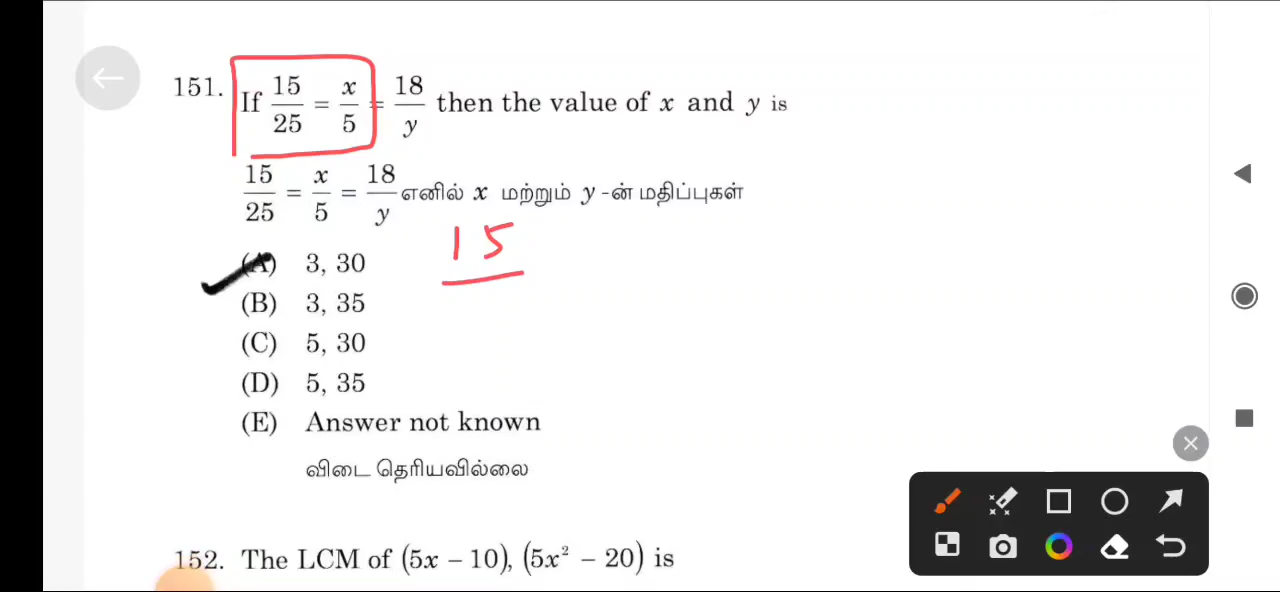 151. If 15/25 = x/5 = 18/y then the value of x and y is
15/25 = x/5 = 18/y எனில் x மற்றும் y -ன் மதிப்புகள்
15
(A) 3, 30
(B) 3, 35
(C) 5, 30
(D) 5, 35
(E) Answer not known
விடை தெரியவில்லை
152. The LCM of (5x – 10), (5x² – 20) is